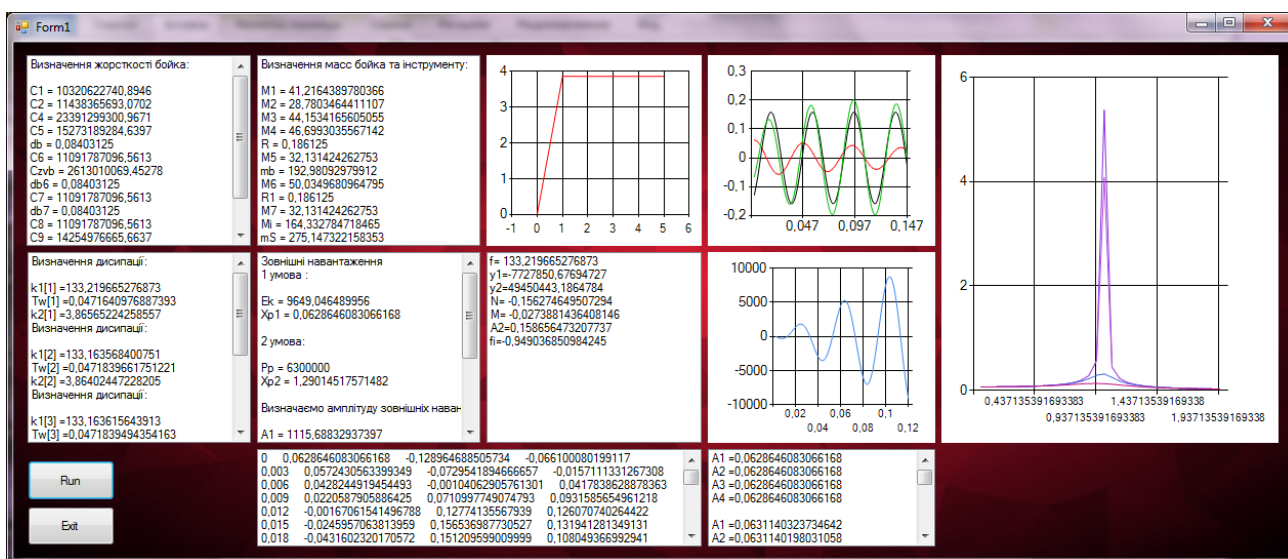 Form1
Визначення жорсткості бойка:
C1 = 10320622740,8946
C2 = 11438365693,0702
C4 = 23391299300,9671
C5 = 15273189284,6397
db = 0,08403125
C6 = 11091787096,5613
Czvb = 2613010069,45278
db6 = 0,08403125
C7 = 11091787096,5613
db7 = 0,08403125
C8 = 11091787096,5613
C9 = 14254976665,6637
Визначення масс бойка та інструменту:
M1 = 41,2164389780366
M2 = 28,7803464411107
M3 = 44,1534165605055
M4 = 46,6993035567142
R = 0,186125
M5 = 32,131424262753
mb = 192,98092979912
M6 = 50,0349680964795
R1 = 0,186125
M7 = 32,131424262753
Mi = 164,332784718465
mS = 275,147322158353
4
3
2
1
0
-1 0 1 2 3 4 5 6
0,3
0,2
0,1
0
-0,1
-0,2
0,047 0,097 0,147
6
4
2
0
0,437135391693383 1,437135391693383
0,937135391693383 1,937135391693383
Визначення дисипації:
k1[1] =133,219665276873
Tw[1] =0,0471640976887393
k2[1] =3,86565224258557
Визначення дисипації:
k1[2] =133,163568400751
Tw[2] =0,0471839661751221
k2[2] =3,86402447228205
Визначення дисипації:
k1[3] =133,163615643913
Tw[3] =0,0471839494354163
Зовнішні навантаження
1 умова :
Ek = 9649,046489956
Xp1 = 0,0628646083066168
2 умова:
Pp = 6300000
Xp2 = 1,29014517571482
Визначаємо амплітуду зовнішніх наван
A1 = 1115,68832937397
f= 133,219665276873
y1=-7727850,67694727
y2=49450443,1864784
N= -0,156274649507294
M= -0,0273881436408146
A2=0,158656473207737
fi=-0,949036850984245
10000
5000
0
-5000
-10000
0,02 0,06 0,1
0,04 0,08 0,12
Run
Exit
0 0,0628646083066168 -0,128964688505734 -0,066100080199117
0,003 0,0572430563399349 -0,0729541894666657 -0,0157111331267308
0,006 0,0428244919454493 -0,00104062905761301 0,0417838628878363
0,009 0,0220587905886425 0,0710997749074793 0,0931585654961218
0,012 -0,00167061541496788 0,12774135567939 0,126070740264422
0,015 -0,0245957063813959 0,156536987730527 0,131941281349131
0,018 -0,0431602320170572 0,151209599009999 0,108049366992941
A1 =0,0628646083066168
A2 =0,0628646083066168
A3 =0,0628646083066168
A4 =0,0628646083066168
A1 =0,0631140323734642
A2 =0,0631140198031058